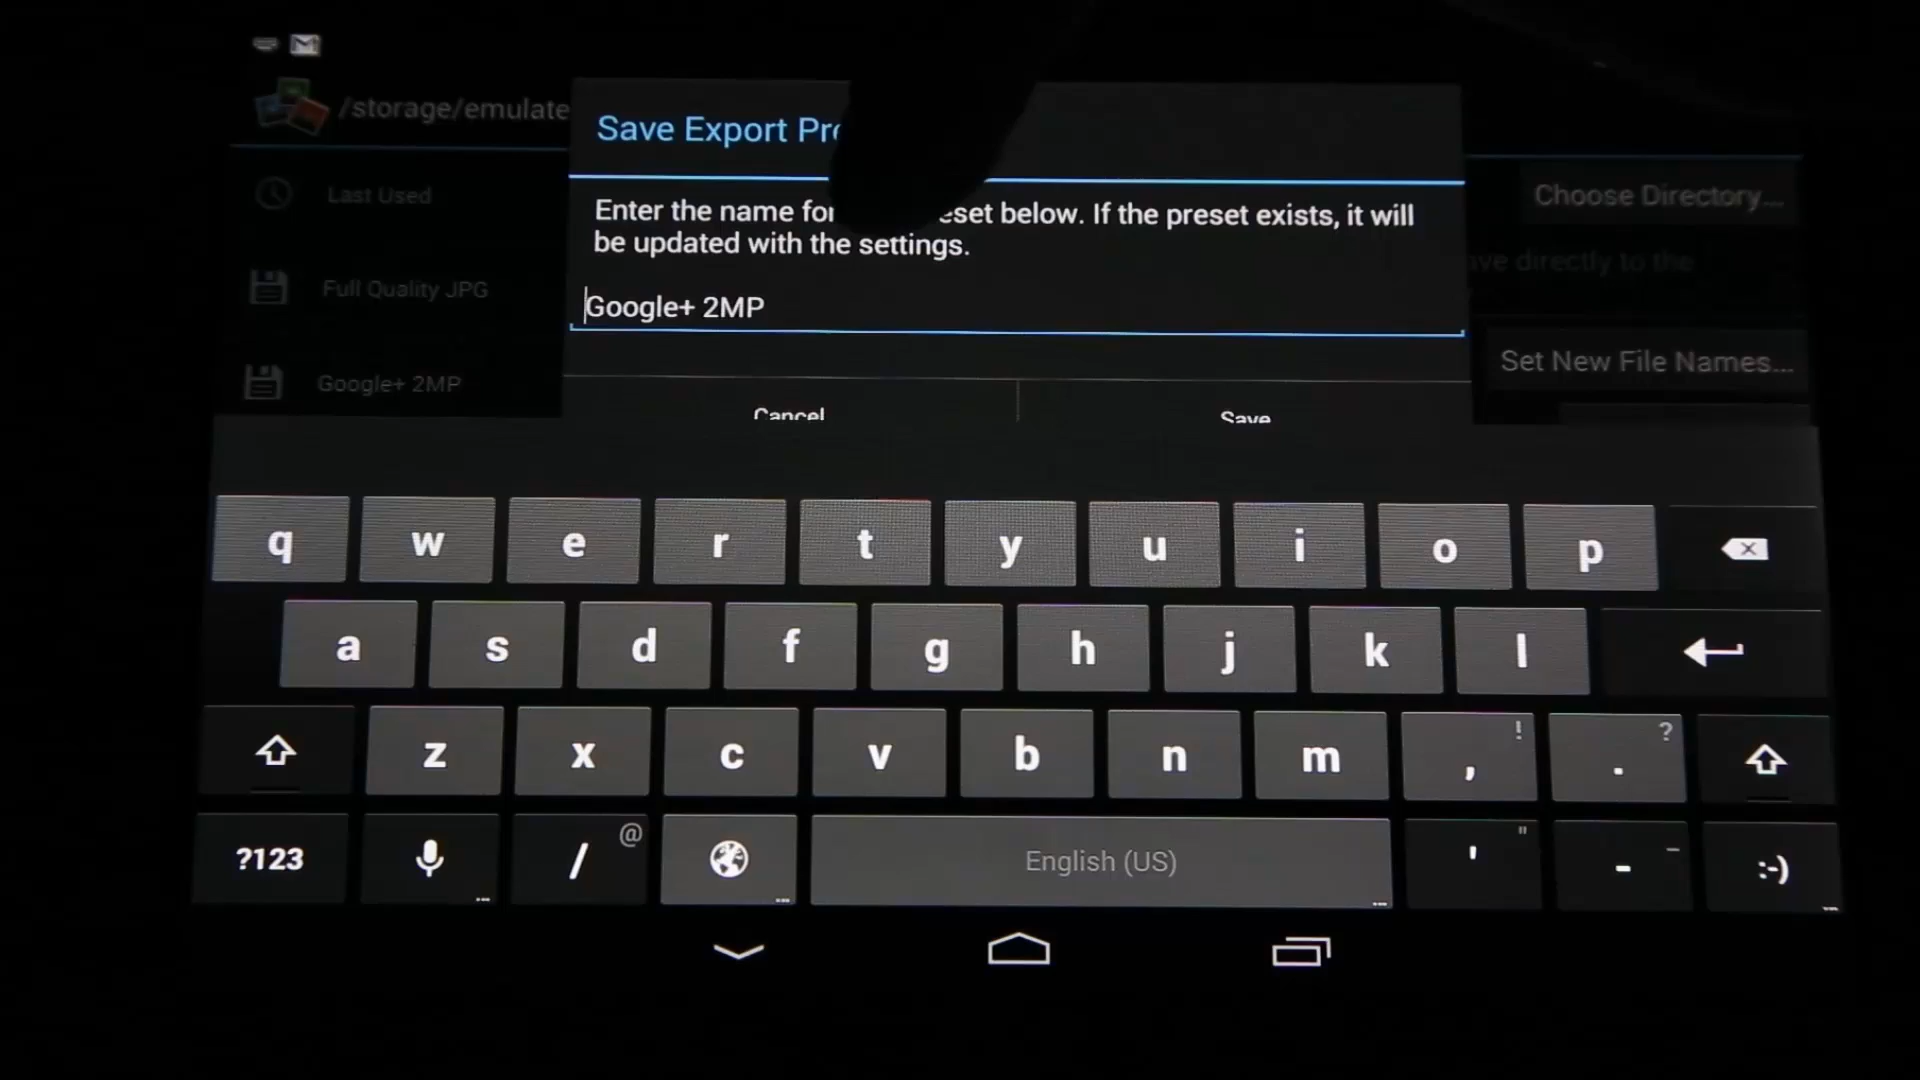 /storage/emulate
Save Export Pre
Enter the name for eset below. If the preset exists, it will
be updated with the settings.
Google+ 2MP
Cancel
Save
Last Used
Full Quality JPG
Google+ 2MP
Choose Directory...
ave directly to the
Set New File Names...
q w e r t y u i o p
a s d f g h j k l
z x c v b n m , ! . ?
?123 / @ English (US) ' " - _ :-)